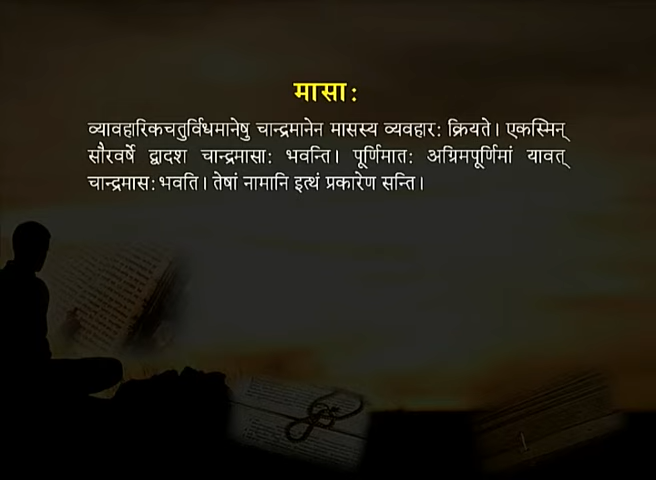 मासाः
व्यावहारिकचतुर्विधमानेषु चान्द्रमानेन मासस्य व्यवहारः क्रियते। एकस्मिन्
सौरवर्षे द्वादश चान्द्रमासाः भवन्ति। पूर्णिमातः अग्रिमपूर्णिमां यावत्
चान्द्रमासः भवति। तेषां नामानि इत्थं प्रकारेण सन्ति।